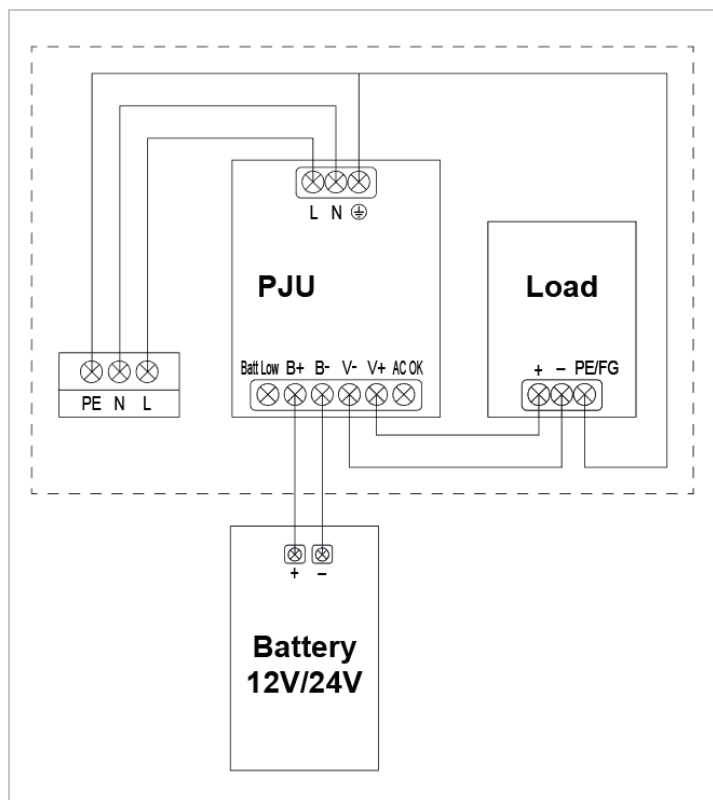 L N ⏚
PJU
Load
Batt Low B+ B- V- V+ AC OK
+ − PE/FG
PE N L
+ −
Battery
12V/24V